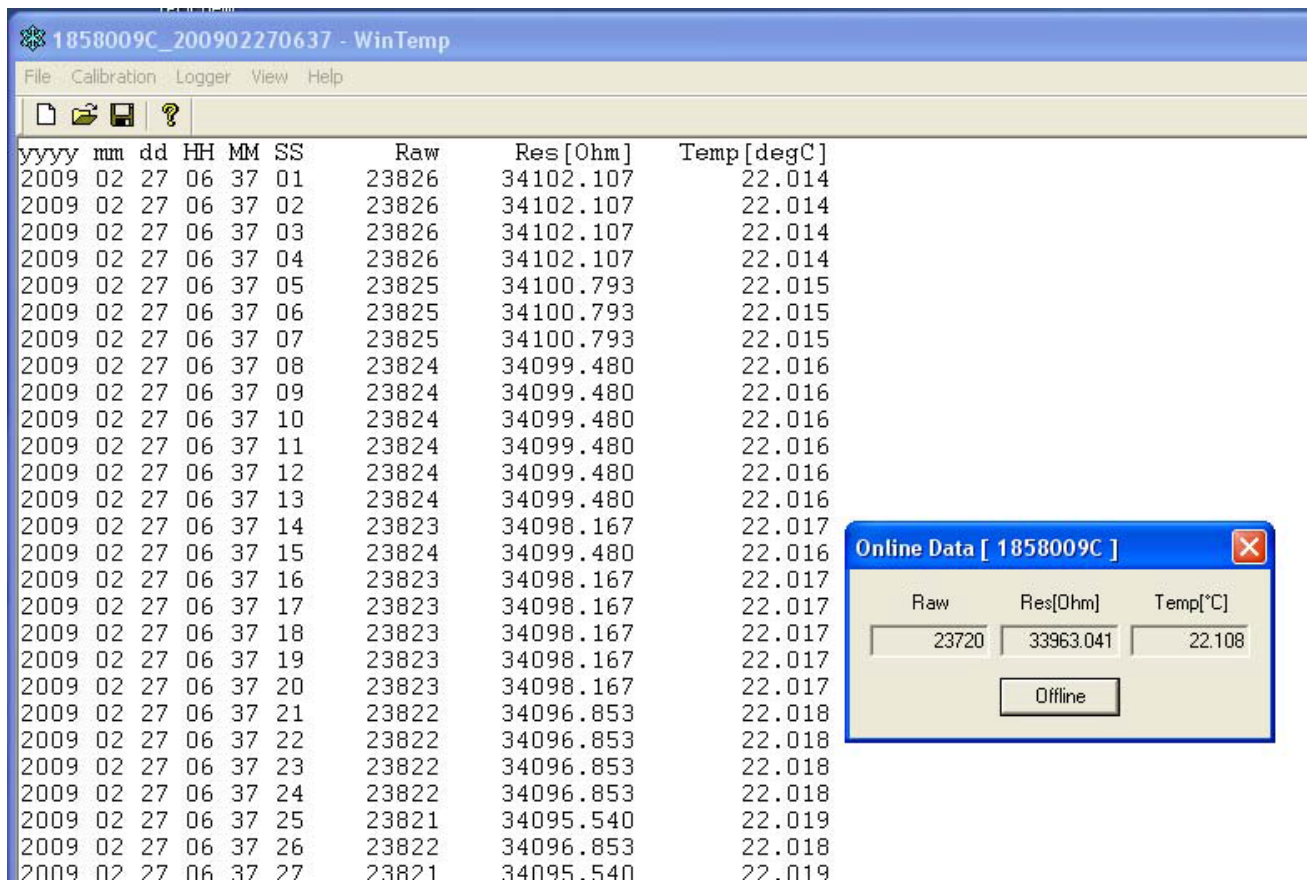 1858009C_200902270637 - WinTemp
File Calibration Logger View Help
yyyy mm dd HH MM SS Raw Res[Ohm] Temp[degC]
2009 02 27 06 37 01 23826 34102.107 22.014
2009 02 27 06 37 02 23826 34102.107 22.014
2009 02 27 06 37 03 23826 34102.107 22.014
2009 02 27 06 37 04 23826 34102.107 22.014
2009 02 27 06 37 05 23825 34100.793 22.015
2009 02 27 06 37 06 23825 34100.793 22.015
2009 02 27 06 37 07 23825 34100.793 22.015
2009 02 27 06 37 08 23824 34099.480 22.016
2009 02 27 06 37 09 23824 34099.480 22.016
2009 02 27 06 37 10 23824 34099.480 22.016
2009 02 27 06 37 11 23824 34099.480 22.016
2009 02 27 06 37 12 23824 34099.480 22.016
2009 02 27 06 37 13 23824 34099.480 22.016
2009 02 27 06 37 14 23823 34098.167 22.017
2009 02 27 06 37 15 23824 34099.480 22.016
2009 02 27 06 37 16 23823 34098.167 22.017
2009 02 27 06 37 17 23823 34098.167 22.017
2009 02 27 06 37 18 23823 34098.167 22.017
2009 02 27 06 37 19 23823 34098.167 22.017
2009 02 27 06 37 20 23823 34098.167 22.017
2009 02 27 06 37 21 23822 34096.853 22.018
2009 02 27 06 37 22 23822 34096.853 22.018
2009 02 27 06 37 23 23822 34096.853 22.018
2009 02 27 06 37 24 23822 34096.853 22.018
2009 02 27 06 37 25 23821 34095.540 22.019
2009 02 27 06 37 26 23822 34096.853 22.018
2009 02 27 06 37 27 23821 34095.540 22.019
Online Data [ 1858009C ]
Raw Res[Ohm] Temp[°C]
23720 33963.041 22.108
Offline